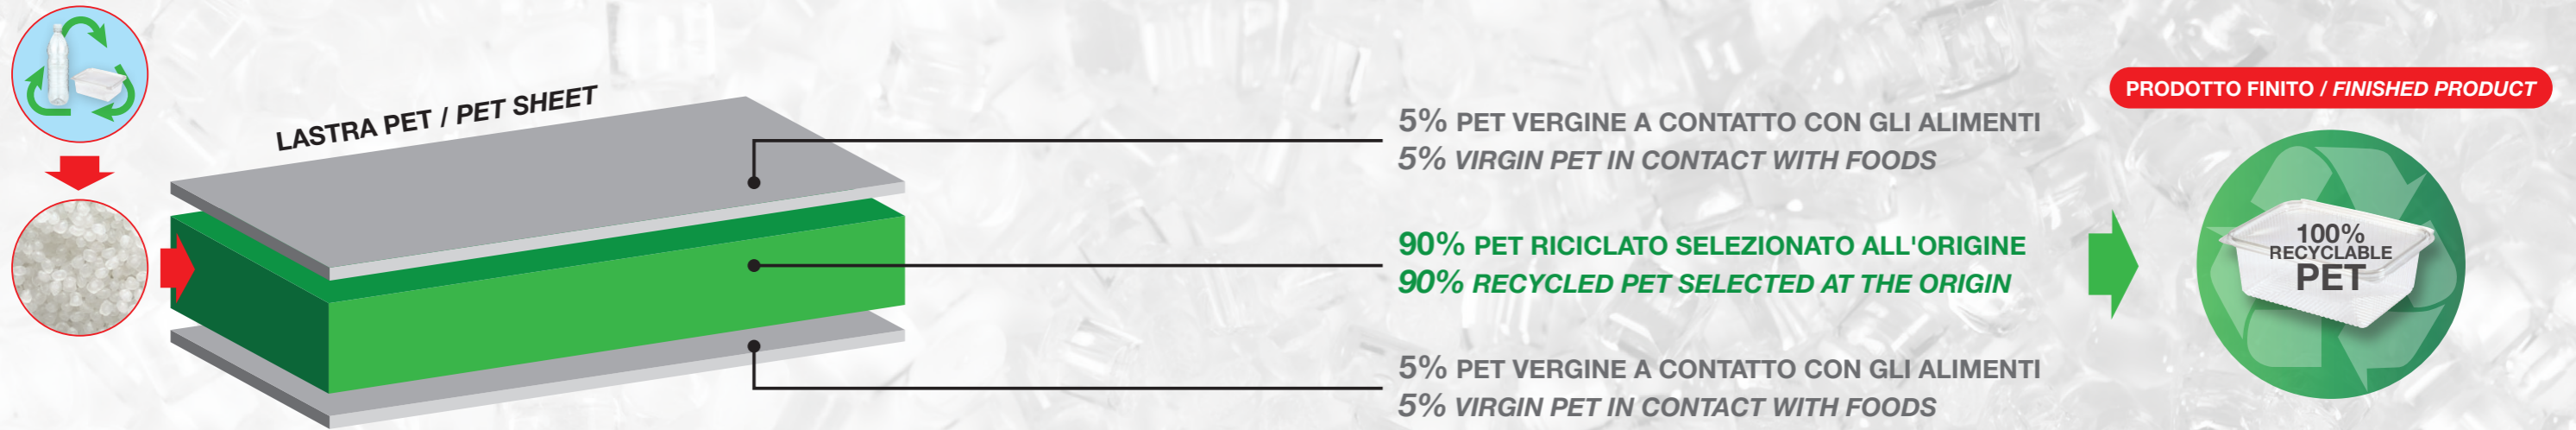 LASTRA PET / PET SHEET
5% PET VERGINE A CONTATTO CON GLI ALIMENTI
5% VIRGIN PET IN CONTACT WITH FOODS
90% PET RICICLATO SELEZIONATO ALL'ORIGINE
90% RECYCLED PET SELECTED AT THE ORIGIN
5% PET VERGINE A CONTATTO CON GLI ALIMENTI
5% VIRGIN PET IN CONTACT WITH FOODS
PRODOTTO FINITO / FINISHED PRODUCT
100%
RECYCLABLE
PET